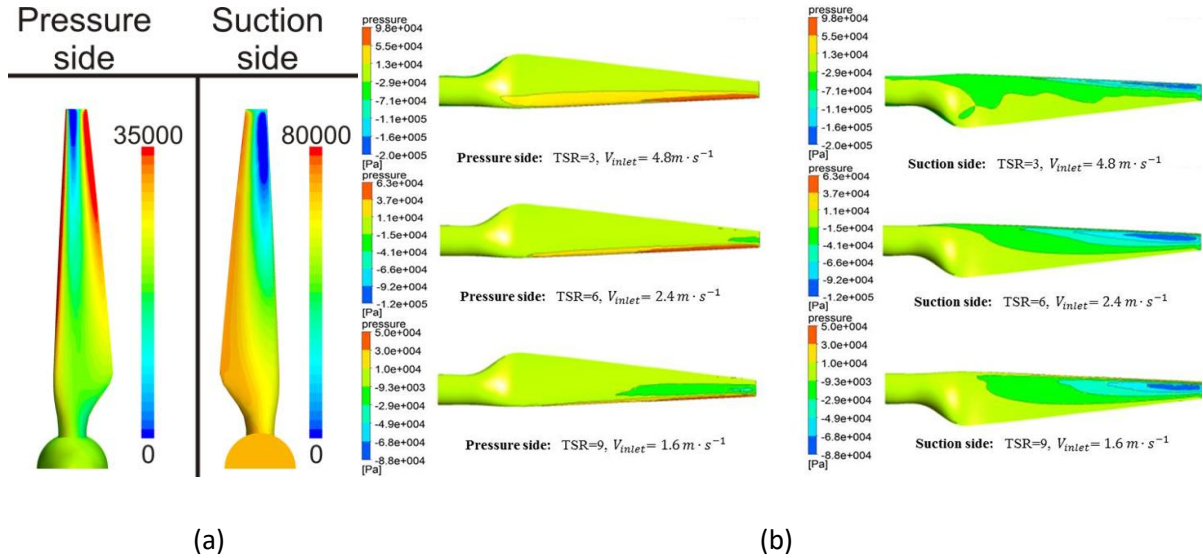 Pressure side
Suction side
35000
0
80000
0
pressure
9.8e+004
5.5e+004
1.3e+004
-2.9e+004
-7.1e+004
-1.1e+005
-1.6e+005
-2.0e+005
[Pa]
Pressure side: TSR=3, V_inlet = 4.8m · s⁻¹
pressure
6.3e+004
3.7e+004
1.1e+004
-1.5e+004
-4.1e+004
-6.6e+004
-9.2e+004
-1.2e+005
[Pa]
Pressure side: TSR=6, V_inlet = 2.4 m · s⁻¹
pressure
5.0e+004
3.0e+004
1.0e+004
-9.3e+003
-2.9e+004
-4.9e+004
-6.8e+004
-8.8e+004
[Pa]
Pressure side: TSR=9, V_inlet = 1.6 m · s⁻¹
pressure
9.8e+004
5.5e+004
1.3e+004
-2.9e+004
-7.1e+004
-1.1e+005
-1.6e+005
-2.0e+005
[Pa]
Suction side: TSR=3, V_inlet = 4.8 m · s⁻¹
pressure
6.3e+004
3.7e+004
1.1e+004
-1.5e+004
-4.1e+004
-6.6e+004
-9.2e+004
-1.2e+005
[Pa]
Suction side: TSR=6, V_inlet = 2.4 m · s⁻¹
pressure
5.0e+004
3.0e+004
1.0e+004
-9.3e+003
-2.9e+004
-4.9e+004
-6.8e+004
-8.8e+004
[Pa]
Suction side: TSR=9, V_inlet = 1.6 m · s⁻¹
(a)
(b)